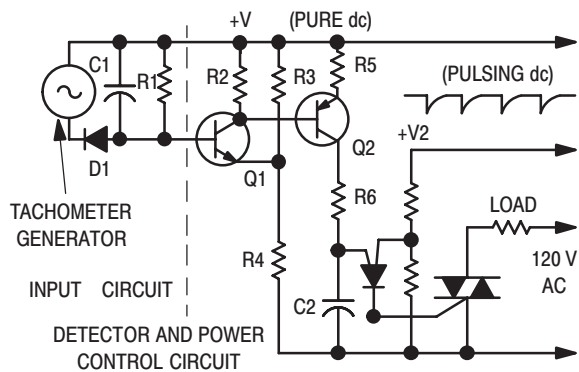 +V
(PURE dc)
C1
R1
R2
R3
R5
(PULSING dc)
D1
Q1
Q2
+V2
TACHOMETER
GENERATOR
R6
LOAD
R4
120 V
AC
INPUT CIRCUIT
C2
DETECTOR AND POWER
CONTROL CIRCUIT